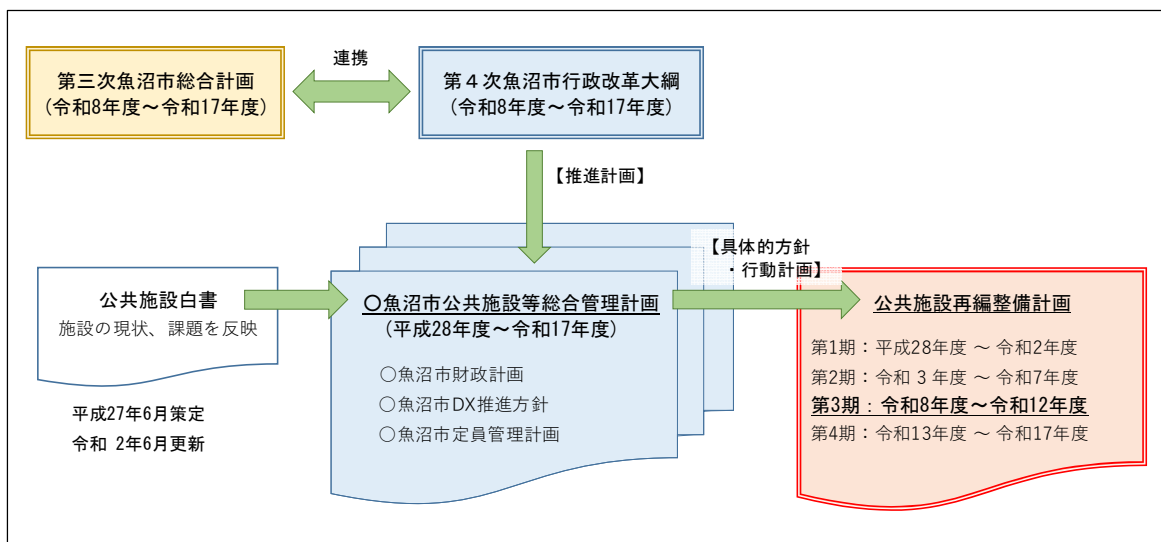 連携
第三次魚沼市総合計画
(令和8年度～令和17年度)
第４次魚沼市行政改革大綱
(令和8年度～令和17年度)
【推進計画】
【具体的方針
・行動計画】
公共施設白書
施設の現状、課題を反映
平成27年6月策定
令和 2年6月更新
〇魚沼市公共施設等総合管理計画
(平成28年度～令和17年度)
〇魚沼市財政計画
〇魚沼市DX推進方針
〇魚沼市定員管理計画
公共施設再編整備計画
第1期：平成28年度 ～ 令和2年度
第2期：令和 3 年度 ～ 令和7年度
第3期：令和8年度～令和12年度
第4期：令和13年度 ～ 令和17年度